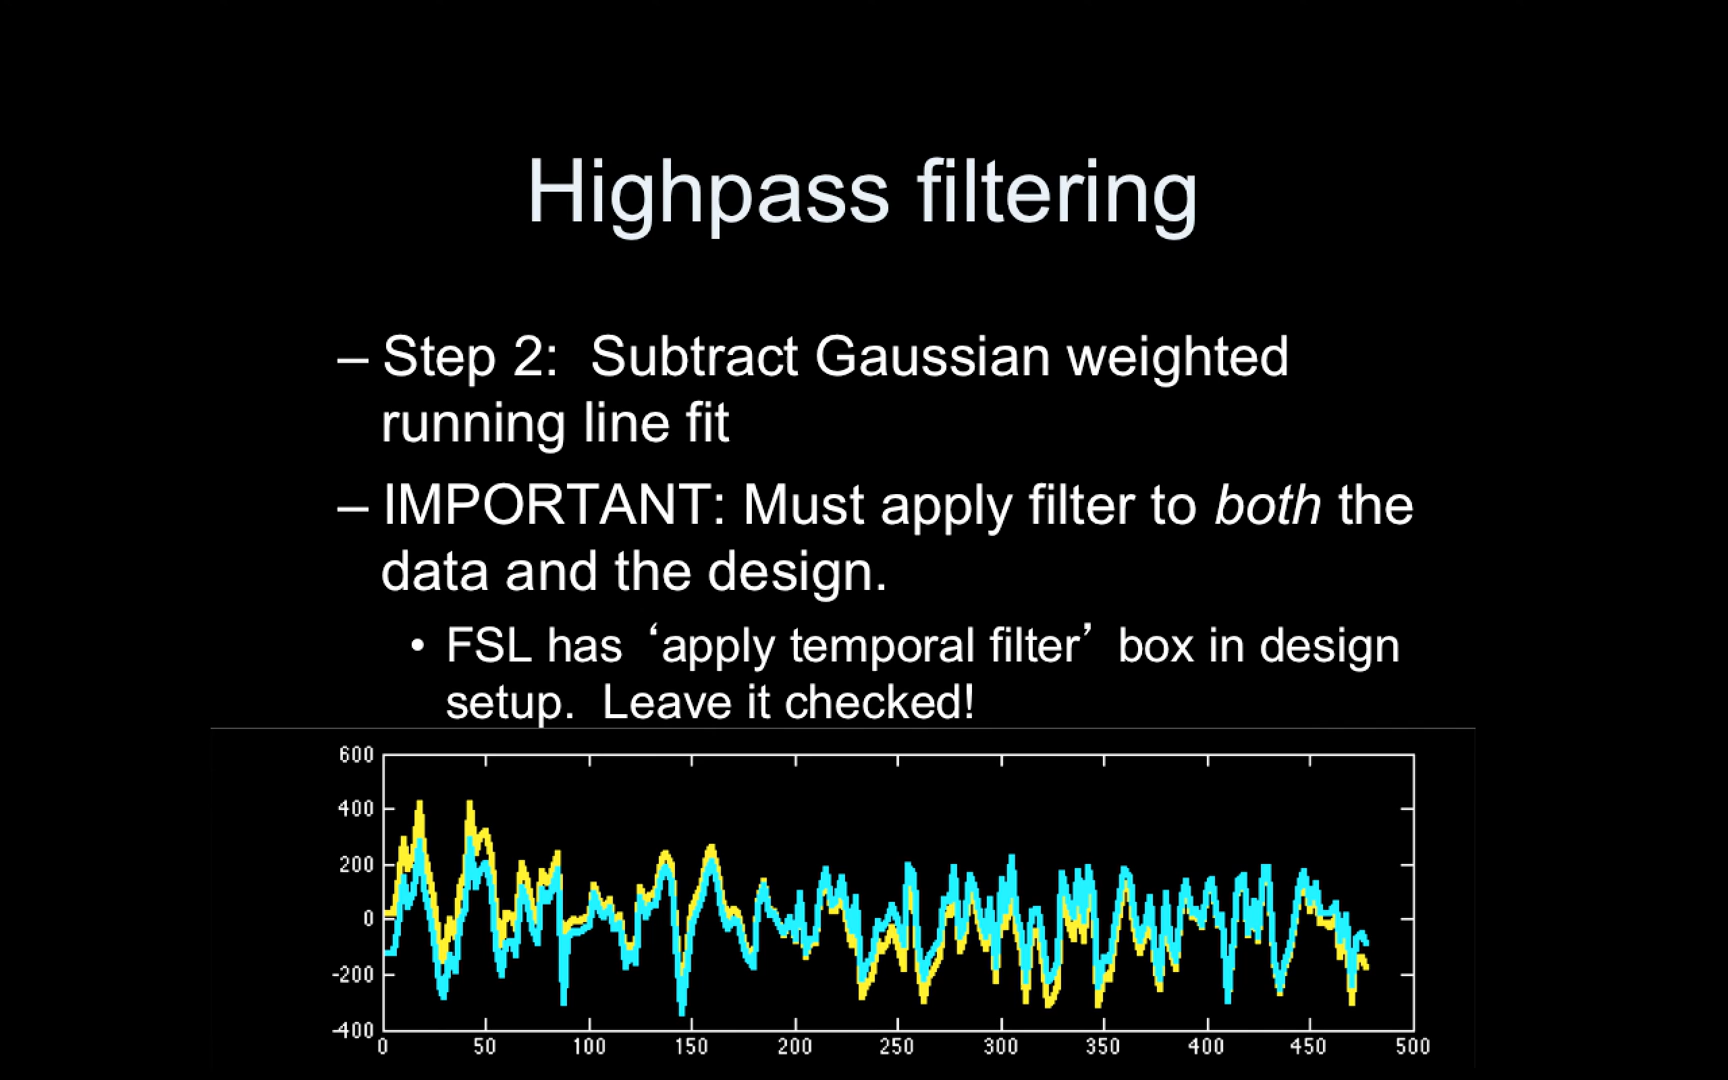 Highpass filtering
– Step 2:  Subtract Gaussian weighted
running line fit
– IMPORTANT: Must apply filter to both the
data and the design.
• FSL has ‘apply temporal filter’ box in design
setup.  Leave it checked!
600
400
200
0
-200
-400
0 50 100 150 200 250 300 350 400 450 500